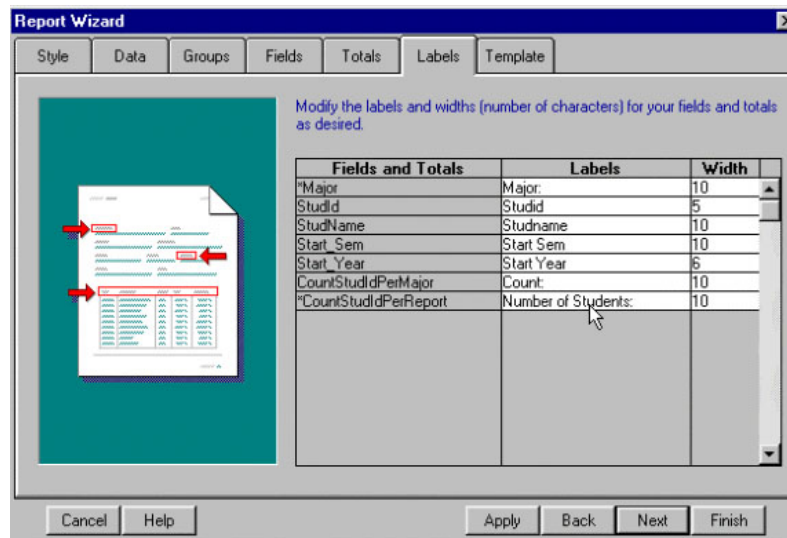 Report Wizard
Style Data Groups Fields Totals Labels Template
Modify the labels and widths (number of characters) for your fields and totals
as desired.
Fields and Totals Labels Width
*Major Major: 10
StudId Studid 5
StudName Studname 10
Start_Sem Start Sem 10
Start_Year Start Year 6
CountStudIdPerMajor Count: 10
*CountStudIdPerReport Number of Students: 10
Cancel Help Apply Back Next Finish